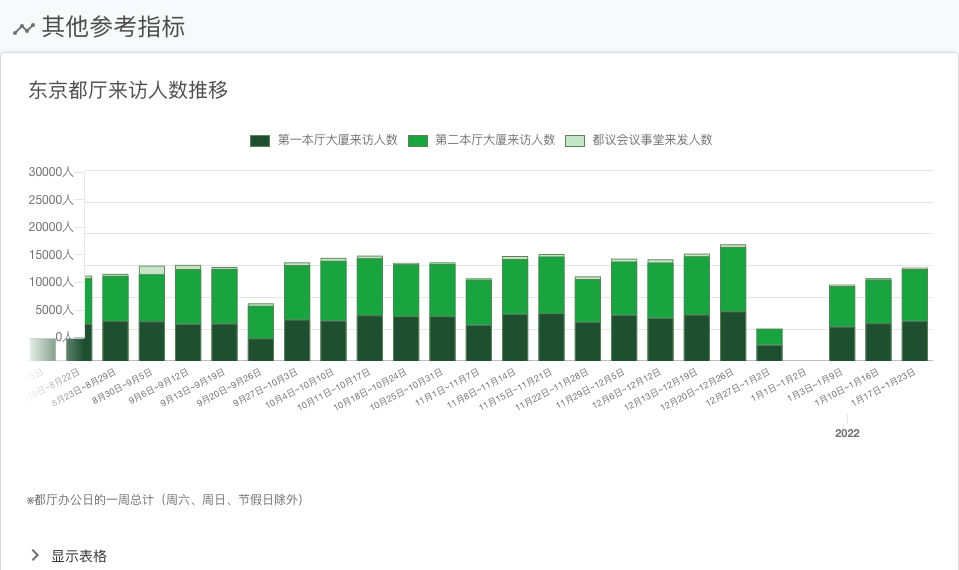 其他参考指标
东京都厅来访人数推移
第一本厅大厦来访人数 第二本厅大厦来访人数 都议会议事堂来发人数
30000人
25000人
20000人
15000人
10000人
5000人
0人
8月23日~8月29日
8月30日~9月5日
9月6日~9月12日
9月13日~9月19日
9月20日~9月26日
9月27日~10月3日
10月4日~10月10日
10月11日~10月17日
10月18日~10月24日
10月25日~10月31日
11月1日~11月7日
11月8日~11月14日
11月15日~11月21日
11月22日~11月28日
11月29日~12月5日
12月6日~12月12日
12月13日~12月19日
12月20日~12月26日
12月27日~1月2日
1月1日~1月2日
1月3日~1月9日
1月10日~1月16日
1月17日~1月23日
2022
※都厅办公日的一周总计（周六、周日、节假日除外）
显示表格